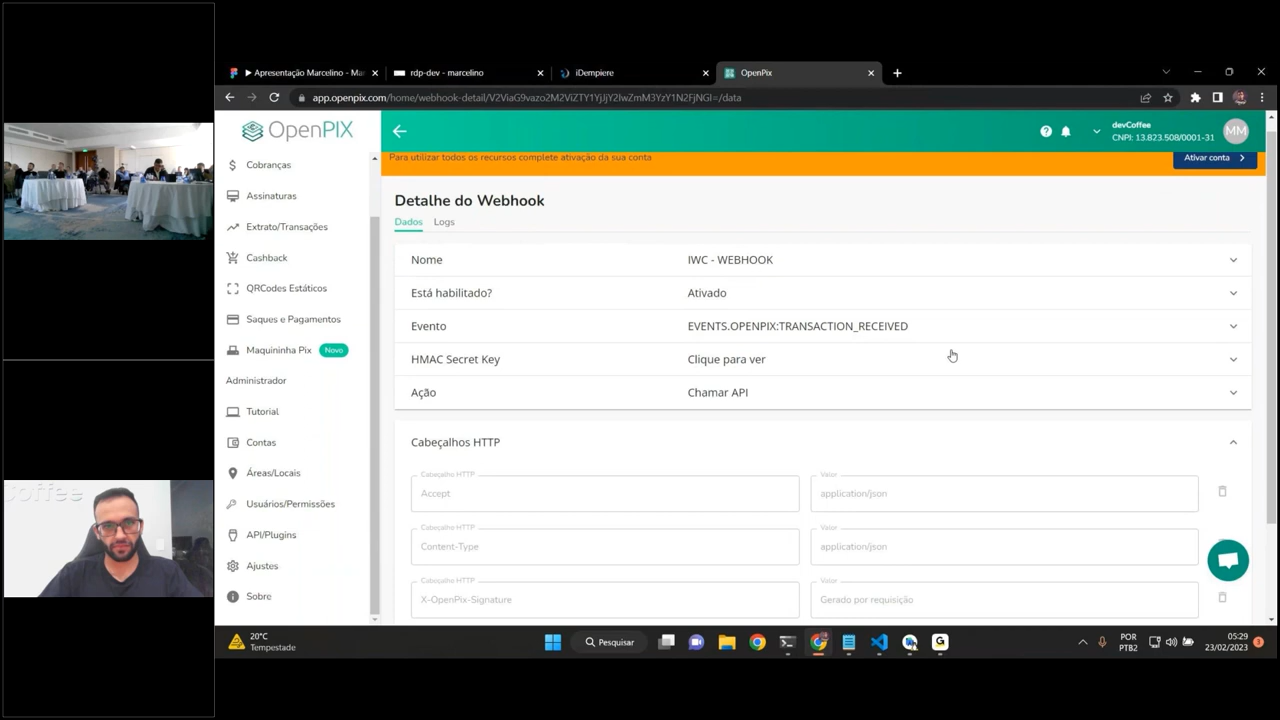 Coffee
Apresentação Marcelino - Ma
rdp-dev - marcelino
iDempiere
OpenPix
app.openpix.com/home/webhook-detail/V2ViaG9vazo2M2ViZTY1YjJjY2IwZmM3YzY1N2FjNGI=/data
OpenPIX
devCoffee
CNPJ: 13.823.508/0001-31
MM
Para utilizar todos os recursos complete ativação da sua conta
Ativar conta
Cobranças
Assinaturas
Extrato/Transações
Cashback
QRCodes Estáticos
Saques e Pagamentos
Maquininha Pix Novo
Administrador
Tutorial
Contas
Áreas/Locais
Usuários/Permissões
API/Plugins
Ajustes
Sobre
Detalhe do Webhook
Dados Logs
Nome IWC - WEBHOOK
Está habilitado? Ativado
Evento EVENTS.OPENPIX:TRANSACTION_RECEIVED
HMAC Secret Key Clique para ver
Ação Chamar API
Cabeçalhos HTTP
Cabeçalho HTTP Valor
Accept application/json
Cabeçalho HTTP Valor
Content-Type application/json
Cabeçalho HTTP Valor
X-OpenPix-Signature Gerado por requisição
20°C
Tempestade
Pesquisar
POR
PTB2
05:29
23/02/2023
3